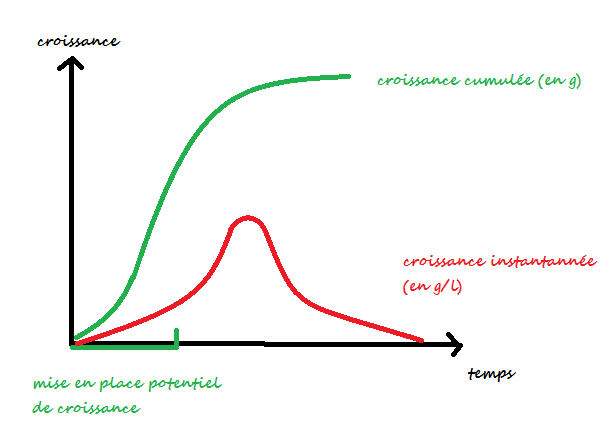 croissance
croissance cumulée (en g)
croissance instantannée
(en g/l)
temps
mise en place potentiel
de croissance